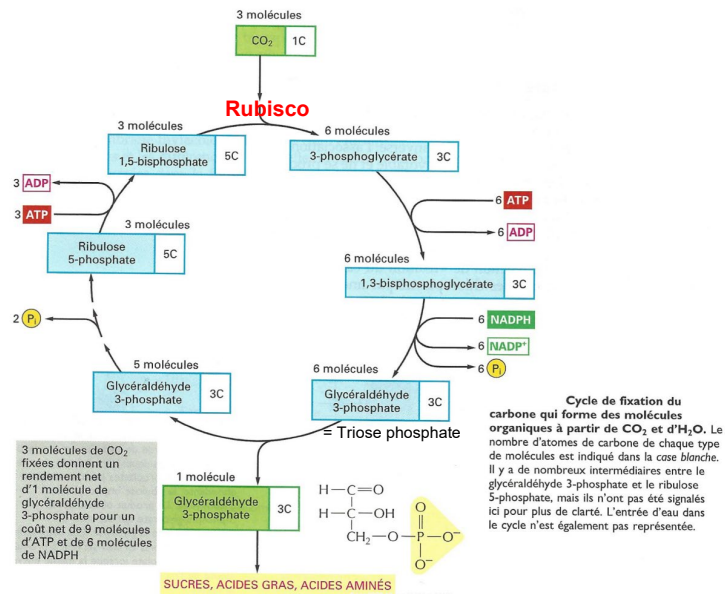 3 molécules
CO₂ 1C
Rubisco
3 molécules
Ribulose
1,5-bisphosphate
5C
6 molécules
3-phosphoglycérate 3C
3 ADP
3 ATP
6 ATP
6 ADP
3 molécules
Ribulose
5-phosphate
5C
6 molécules
1,3-bisphosphoglycérate 3C
2 Pi
6 NADPH
6 NADP⁺
6 Pi
5 molécules
Glycéraldéhyde
3-phosphate
3C
6 molécules
Glycéraldéhyde
3-phosphate
3C
= Triose phosphate
Cycle de fixation du
carbone qui forme des molécules
organiques à partir de CO₂ et d'H₂O. Le
nombre d'atomes de carbone de chaque type
de molécules est indiqué dans la case blanche.
Il y a de nombreux intermédiaires entre le
glycéraldéhyde 3-phosphate et le ribulose
5-phosphate, mais ils n'ont pas été signalés
ici pour plus de clarté. L'entrée d'eau dans
le cycle n'est également pas représentée.
3 molécules de CO₂
fixées donnent un
rendement net
d'1 molécule de
glycéraldéhyde
3-phosphate pour un
coût net de 9 molécules
d'ATP et de 6 molécules
de NADPH
1 molécule
Glycéraldéhyde
3-phosphate
3C
H—C=O
H—C—OH
CH₂—O—P—O⁻
O
O⁻
SUCRES, ACIDES GRAS, ACIDES AMINÉS